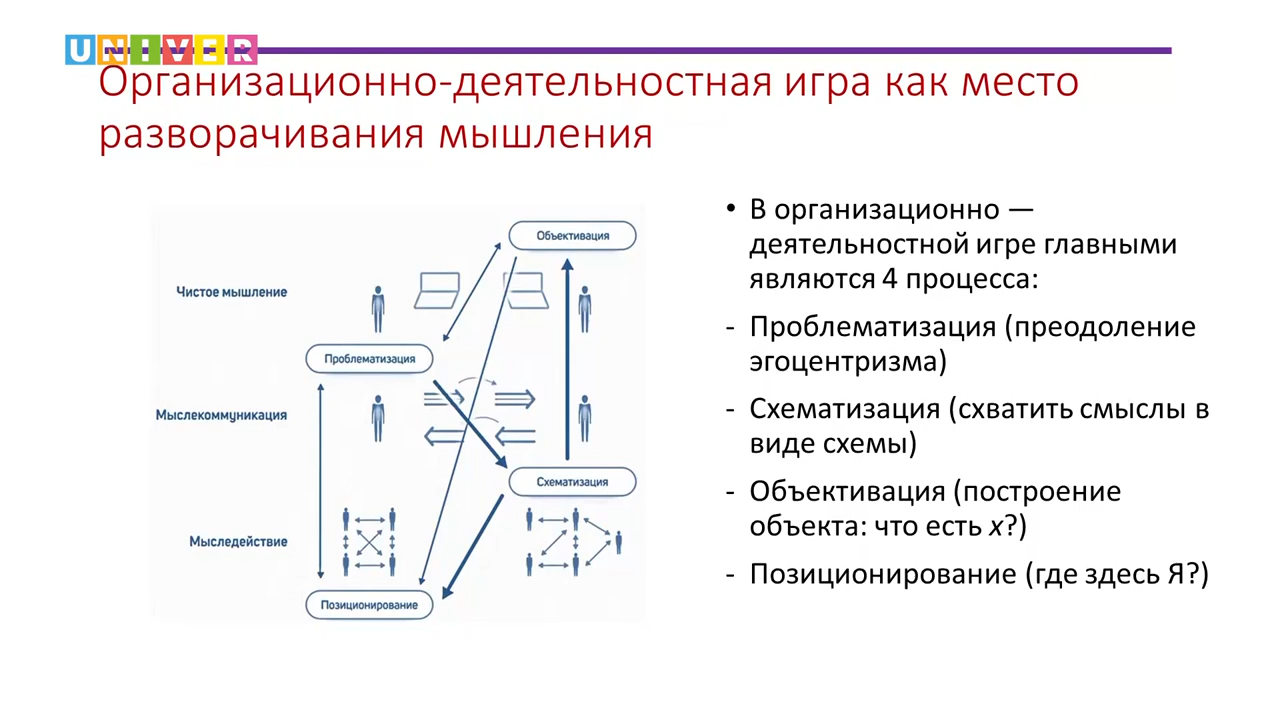 UNIVER
Организационно-деятельностная игра как место
разворачивания мышления
Объективация
Чистое мышление
Проблематизация
Мыслекоммуникация
Схематизация
Мыследействие
Позиционирование
• В организационно —
деятельностной игре главными
являются 4 процесса:
- Проблематизация (преодоление
эгоцентризма)
- Схематизация (схватить смыслы в
виде схемы)
- Объективация (построение
объекта: что есть x?)
- Позиционирование (где здесь Я?)